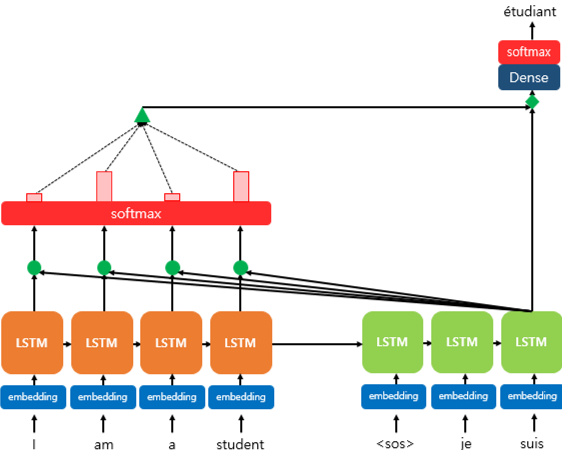 étudiant
softmax
Dense
softmax
LSTM LSTM LSTM LSTM LSTM LSTM LSTM
embedding embedding embedding embedding embedding embedding embedding
I am a student <sos> je suis